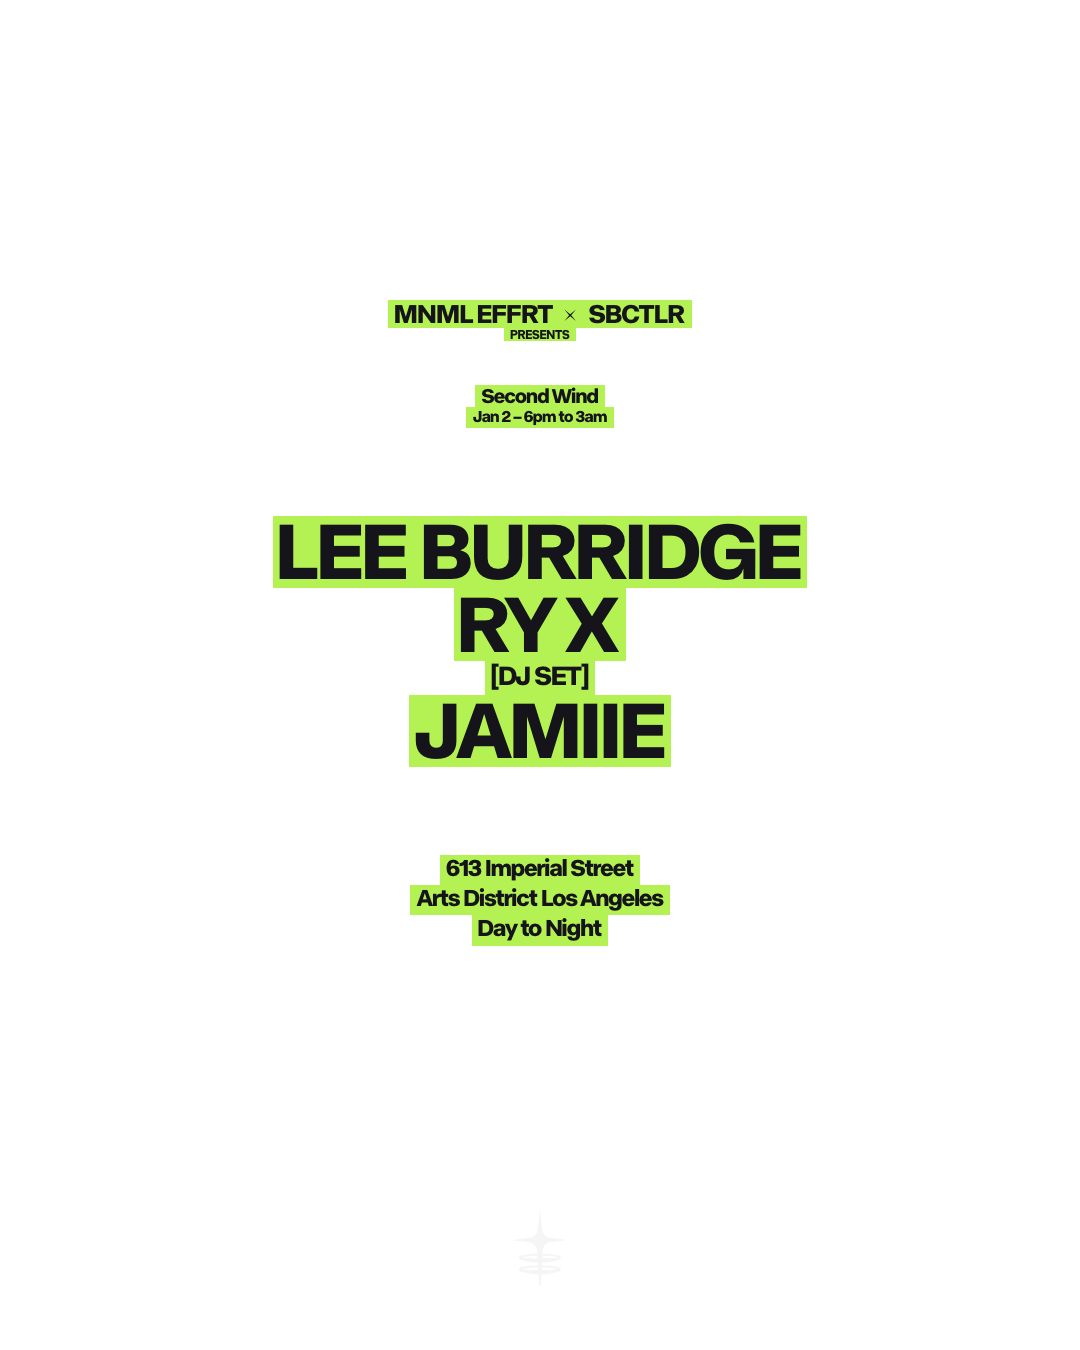 MNML EFFRT × SBCTLR
PRESENTS
Second Wind
Jan 2 – 6pm to 3am
LEE BURRIDGE
RY X
[DJ SET]
JAMIIE
613 Imperial Street
Arts District Los Angeles
Day to Night